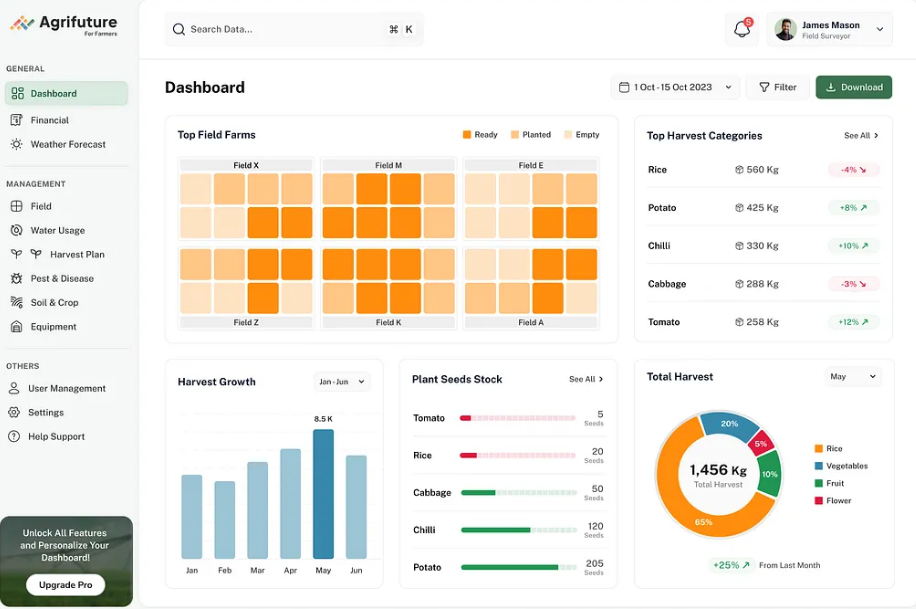 Agrifuture
For Farmers
Search Data...
⌘ K
5
James Mason
Field Surveyor
GENERAL
Dashboard
Financial
Weather Forecast
MANAGEMENT
Field
Water Usage
Harvest Plan
Pest & Disease
Soil & Crop
Equipment
OTHERS
User Management
Settings
Help Support
Unlock All Features
and Personalize Your
Dashboard!
Upgrade Pro
Dashboard
1 Oct - 15 Oct 2023
Filter
Download
Top Field Farms
Ready
Planted
Empty
Field X
Field M
Field E
Field Z
Field K
Field A
Top Harvest Categories
See All
Rice 560 Kg -4%
Potato 425 Kg +8%
Chilli 330 Kg +10%
Cabbage 288 Kg -3%
Tomato 258 Kg +12%
Harvest Growth
Jan - Jun
8.5 K
Jan Feb Mar Apr May Jun
Plant Seeds Stock
See All
Tomato 5
Seeds
Rice 20
Seeds
Cabbage 50
Seeds
Chilli 120
Seeds
Potato 205
Seeds
Total Harvest
May
20%
5%
10%
65%
1,456 Kg
Total Harvest
Rice
Vegetables
Fruit
Flower
+25% From Last Month